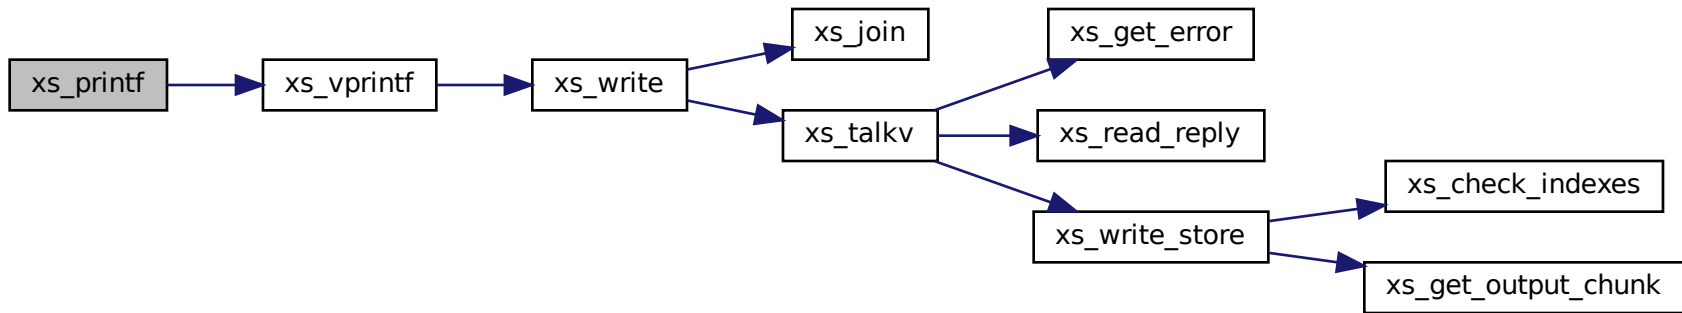 xs_printf
xs_vprintf
xs_write
xs_join
xs_talkv
xs_get_error
xs_read_reply
xs_write_store
xs_check_indexes
xs_get_output_chunk